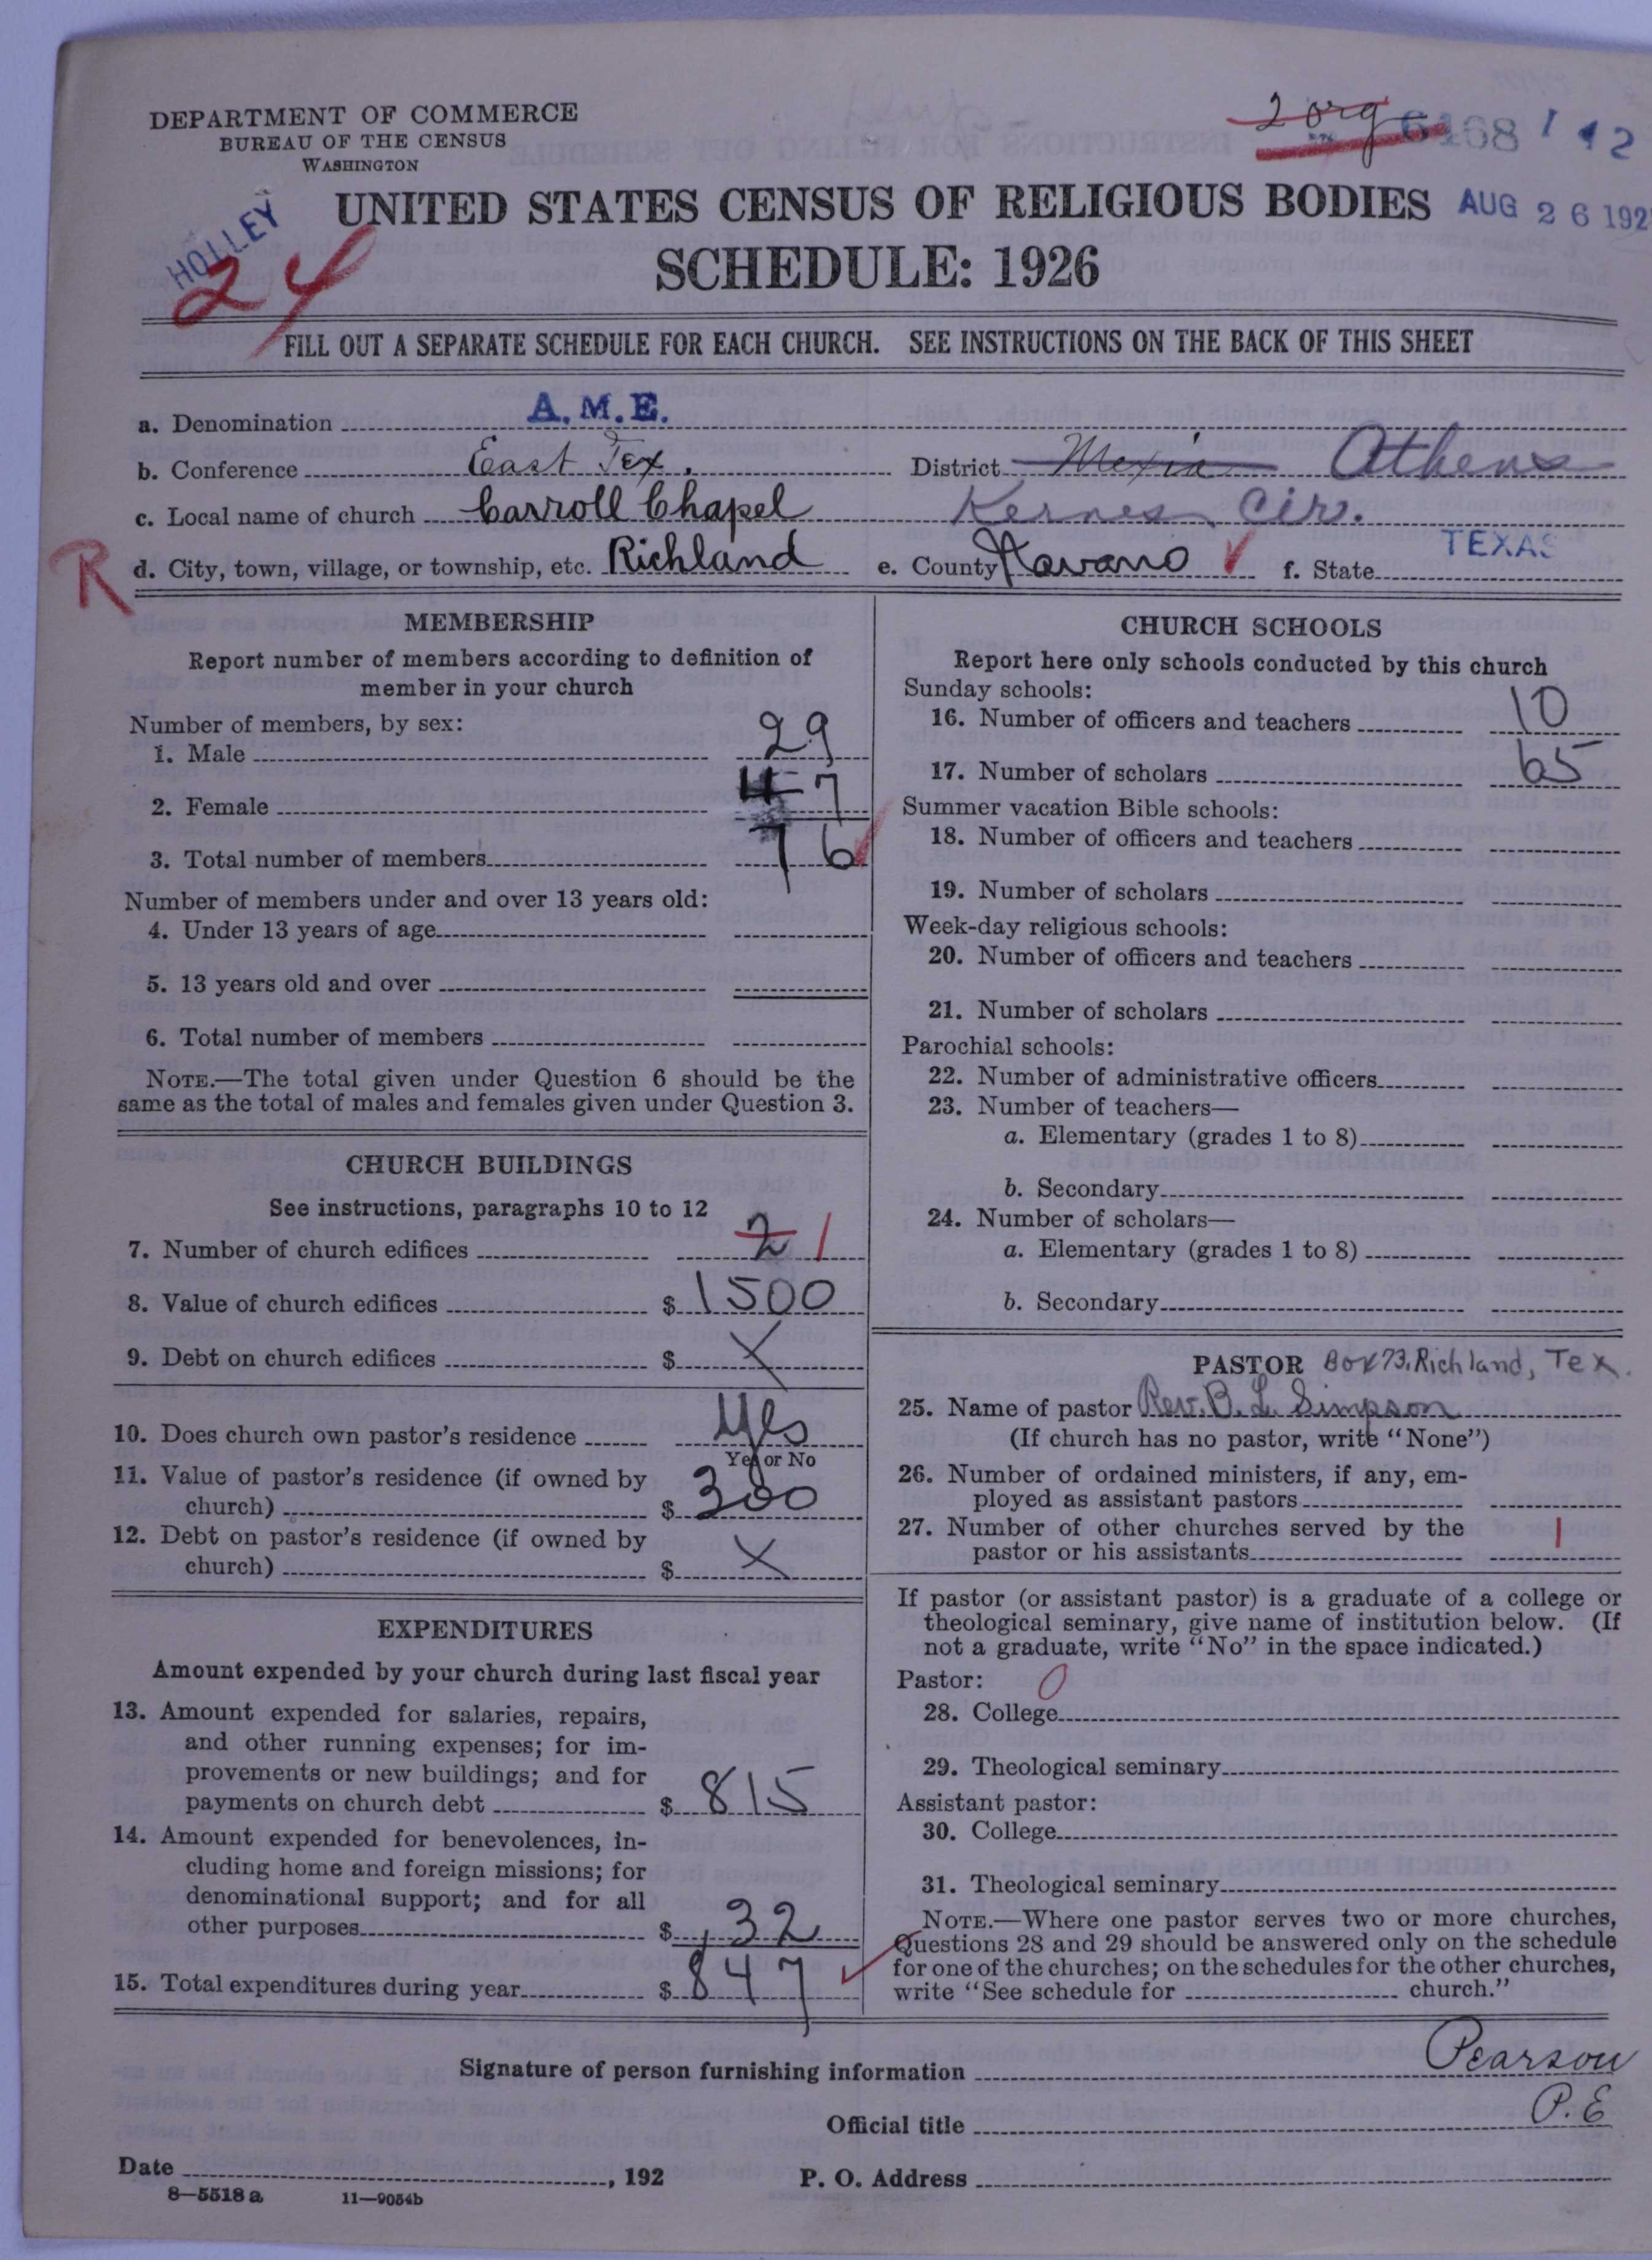 DEPARTMENT OF COMMERCE
BUREAU OF THE CENSUS
WASHINGTON
2 org 6468 1 42
HOLLEY
24
UNITED STATES CENSUS OF RELIGIOUS BODIES AUG 26 192
SCHEDULE: 1926
FILL OUT A SEPARATE SCHEDULE FOR EACH CHURCH. SEE INSTRUCTIONS ON THE BACK OF THIS SHEET
a. Denomination A.M.E.
b. Conference East Tex. District Mexia Athens
c. Local name of church Carroll Chapel Kernes Cir.
R
d. City, town, village, or township, etc. Richland e. County Navarro f. State TEXAS
MEMBERSHIP
Report number of members according to definition of
member in your church
Number of members, by sex:
1. Male 29
2. Female 47
3. Total number of members 76
Number of members under and over 13 years old:
4. Under 13 years of age
5. 13 years old and over
6. Total number of members
NOTE.—The total given under Question 6 should be the
same as the total of males and females given under Question 3.
CHURCH BUILDINGS
See instructions, paragraphs 10 to 12
7. Number of church edifices 2 1
8. Value of church edifices $ 1500
9. Debt on church edifices $ X
10. Does church own pastor's residence Yes
Yes or No
11. Value of pastor's residence (if owned by
church) $ 300
12. Debt on pastor's residence (if owned by
church) $ X
EXPENDITURES
Amount expended by your church during last fiscal year
13. Amount expended for salaries, repairs,
and other running expenses; for im-
provements or new buildings; and for
payments on church debt $ 815
14. Amount expended for benevolences, in-
cluding home and foreign missions; for
denominational support; and for all
other purposes $ 32
15. Total expenditures during year $ 847
CHURCH SCHOOLS
Report here only schools conducted by this church
Sunday schools:
16. Number of officers and teachers 10
17. Number of scholars 65
Summer vacation Bible schools:
18. Number of officers and teachers
19. Number of scholars
Week-day religious schools:
20. Number of officers and teachers
21. Number of scholars
Parochial schools:
22. Number of administrative officers
23. Number of teachers—
a. Elementary (grades 1 to 8)
b. Secondary
24. Number of scholars—
a. Elementary (grades 1 to 8)
b. Secondary
PASTOR Box 73, Richland, Tex.
25. Name of pastor Rev. B. L. Simpson
(If church has no pastor, write "None")
26. Number of ordained ministers, if any, em-
ployed as assistant pastors
27. Number of other churches served by the
pastor or his assistants 1
If pastor (or assistant pastor) is a graduate of a college or
theological seminary, give name of institution below. (If
not a graduate, write "No" in the space indicated.)
Pastor: 0
28. College
29. Theological seminary
Assistant pastor:
30. College
31. Theological seminary
NOTE.—Where one pastor serves two or more churches,
Questions 28 and 29 should be answered only on the schedule
for one of the churches; on the schedules for the other churches,
write "See schedule for church."
Signature of person furnishing information Pearson
Official title P.E
Date , 192 P. O. Address
8—5518 a 11—9054b